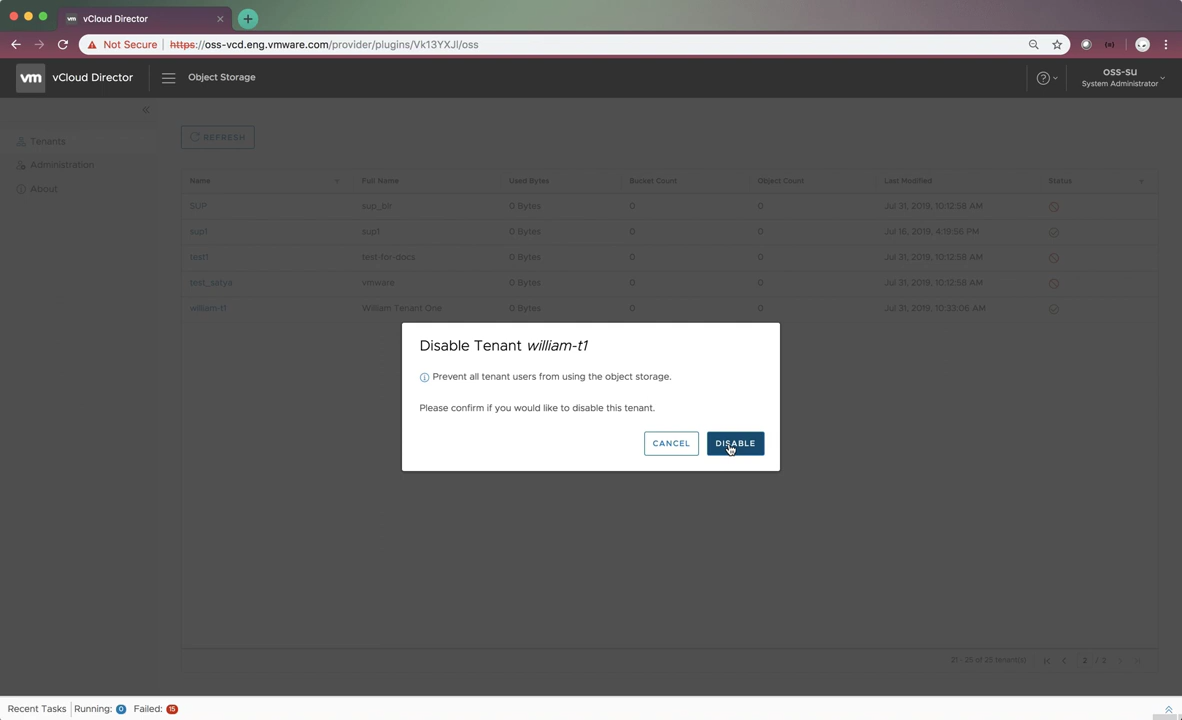 vm vCloud Director
Not Secure | https://oss-vcd.eng.vmware.com/provider/plugins/Vk13YXJl/oss
vm vCloud Director Object Storage
oss-su
System Administrator
Tenants
Administration
About
REFRESH
Name Full Name Used Bytes Bucket Count Object Count Last Modified Status
SUP sup_blr 0 Bytes 0 0 Jul 31, 2019, 10:12:58 AM
sup1 sup1 0 Bytes 0 0 Jul 16, 2019, 4:19:56 PM
test1 test-for-docs 0 Bytes 0 0 Jul 31, 2019, 10:12:58 AM
test_satya vmware 0 Bytes 0 0 Jul 31, 2019, 10:12:58 AM
william-t1 William Tenant One 0 Bytes 0 0 Jul 31, 2019, 10:33:06 AM
Disable Tenant william-t1
Prevent all tenant users from using the object storage.
Please confirm if you would like to disable this tenant.
CANCEL DISABLE
21 - 25 of 25 tenant(s) 2 / 2
Recent Tasks Running: 0 Failed: 15